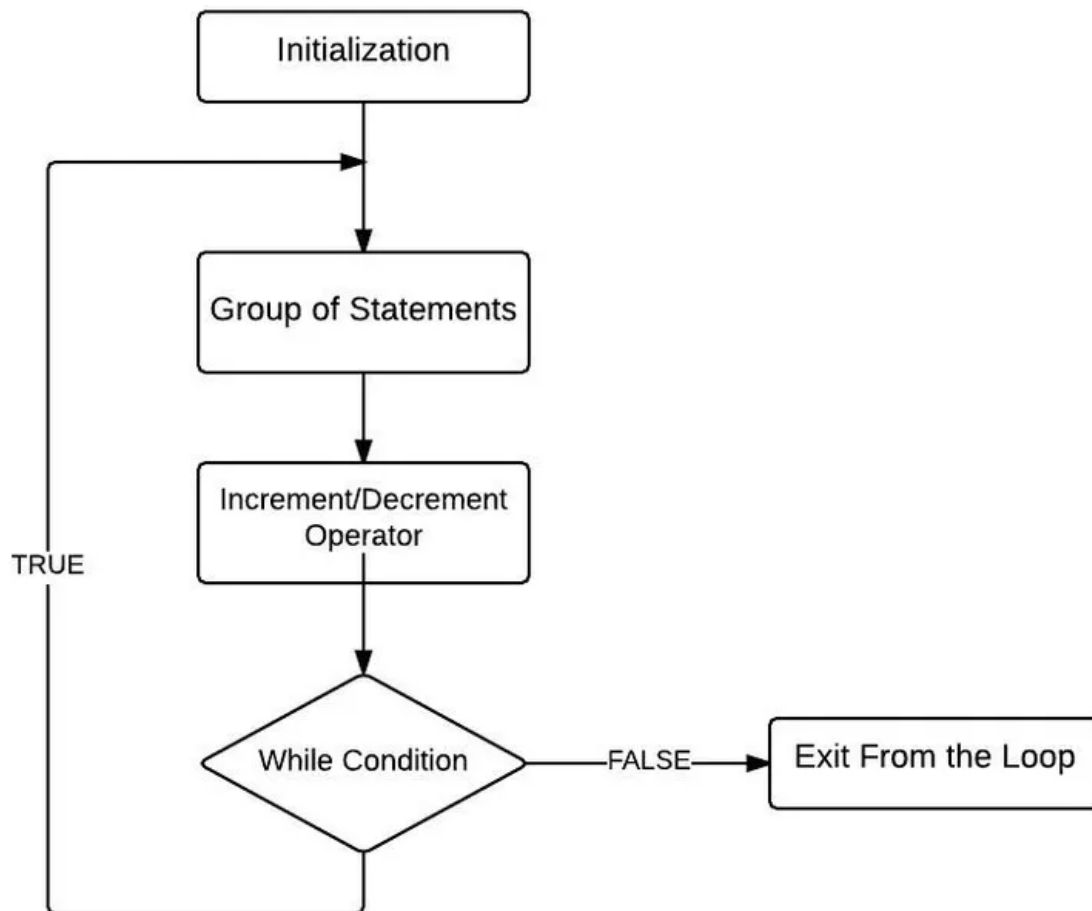 Initialization
Group of Statements
Increment/Decrement
Operator
TRUE
While Condition
FALSE
Exit From the Loop